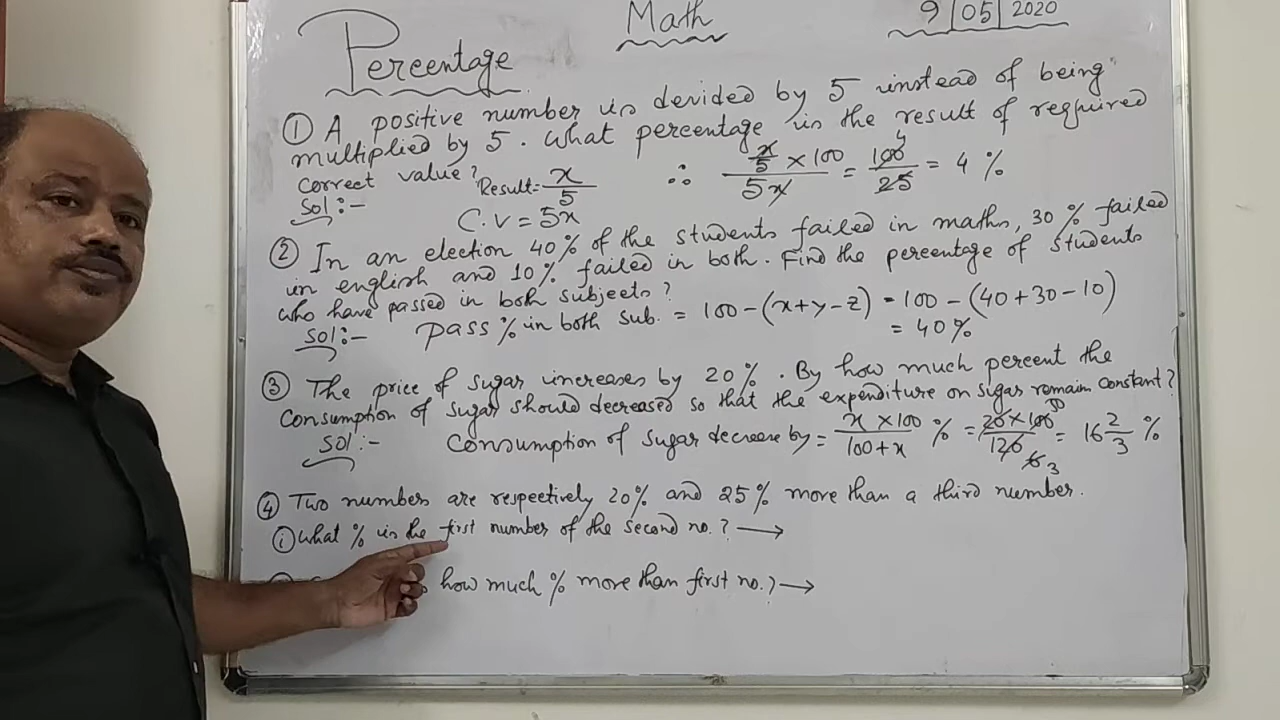 Math
9/05/2020
Percentage
① A positive number is devided by 5 instead of being
multiplied by 5. What percentage is the result of required
correct value?
Sol:-
Result = x/5
C.V = 5x
∴ (x/5 × 100)/5x = 100/25 = 4 %
4
② In an election 40% of the students failed in maths, 30% failed
in english and 10% failed in both. Find the percentage of students
who have passed in both subjects?
Sol:- Pass % in both sub. = 100-(x+y-z) = 100-(40+30-10)
= 40%
③ The price of sugar increases by 20%. By how much percent the
consumption of sugar should decreased so that the expenditure on sugar remain constant?
Sol:- Consumption of sugar decrease by = (x × 100)/(100+x) % = (20×100)/120 = 16 2/3 %
④ Two numbers are respetively 20% and 25% more than a third number.
① What % is the first number of the second no.? →
how much % more than first no.? →